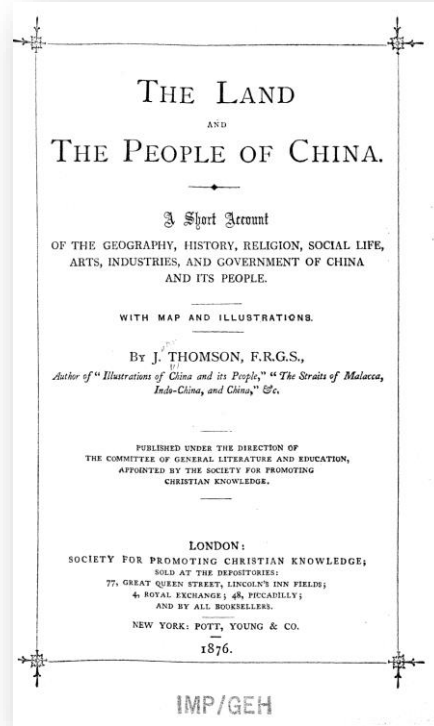 THE LAND
AND
THE PEOPLE OF CHINA.
A Short Account
OF THE GEOGRAPHY, HISTORY, RELIGION, SOCIAL LIFE,
ARTS, INDUSTRIES, AND GOVERNMENT OF CHINA
AND ITS PEOPLE.
WITH MAP AND ILLUSTRATIONS.
BY J. THOMSON, F.R.G.S.,
Author of "Illustrations of China and its People," "The Straits of Malacca,
Indo-China, and China," &c.
PUBLISHED UNDER THE DIRECTION OF
THE COMMITTEE OF GENERAL LITERATURE AND EDUCATION,
APPOINTED BY THE SOCIETY FOR PROMOTING
CHRISTIAN KNOWLEDGE.
LONDON:
SOCIETY FOR PROMOTING CHRISTIAN KNOWLEDGE;
SOLD AT THE DEPOSITORIES:
77, GREAT QUEEN STREET, LINCOLN'S INN FIELDS;
4, ROYAL EXCHANGE; 48, PICCADILLY;
AND BY ALL BOOKSELLERS.
NEW YORK: POTT, YOUNG & CO.
1876.
IMP/GEH